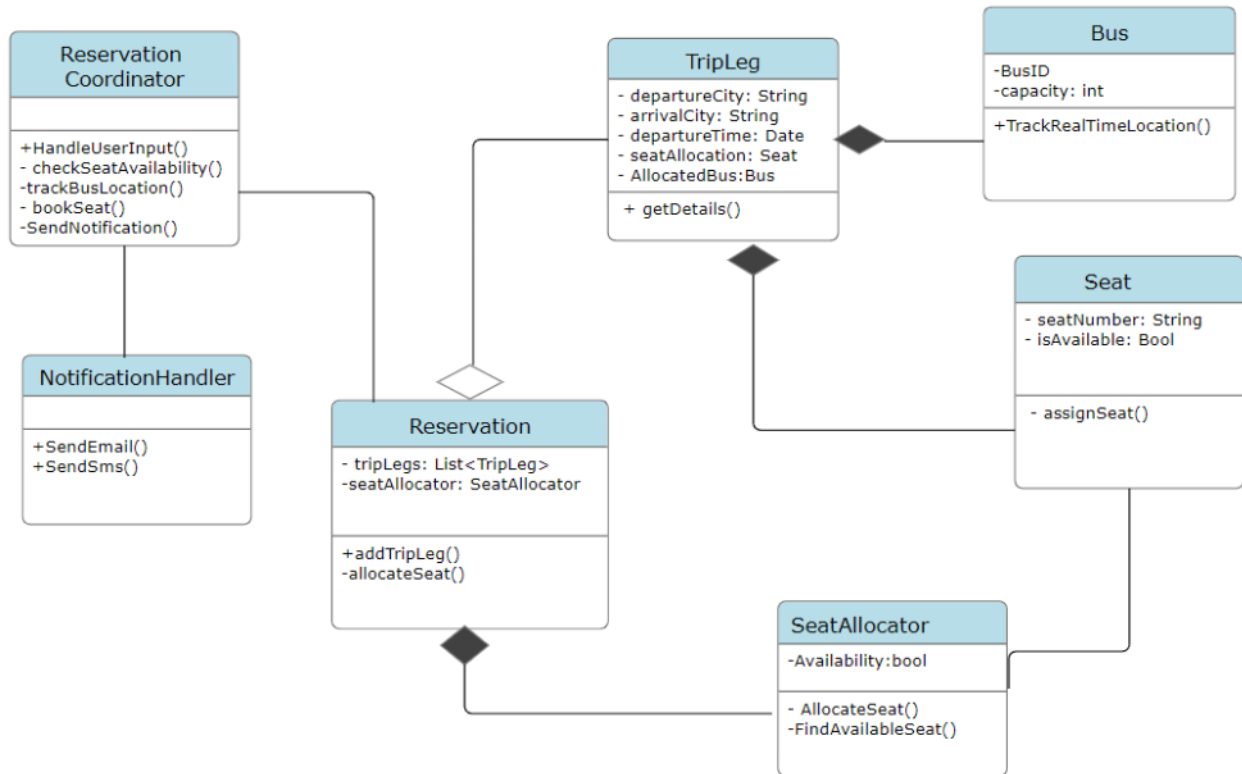 Reservation
Coordinator
+HandleUserInput()
- checkSeatAvailability()
-trackBusLocation()
- bookSeat()
-SendNotification()
NotificationHandler
+SendEmail()
+SendSms()
Reservation
- tripLegs: List<TripLeg>
-seatAllocator: SeatAllocator
+addTripLeg()
-allocateSeat()
TripLeg
- departureCity: String
- arrivalCity: String
- departureTime: Date
- seatAllocation: Seat
- AllocatedBus:Bus
+ getDetails()
Bus
-BusID
-capacity: int
+TrackRealTimeLocation()
Seat
- seatNumber: String
- isAvailable: Bool
- assignSeat()
SeatAllocator
-Availability:bool
- AllocateSeat()
-FindAvailableSeat()